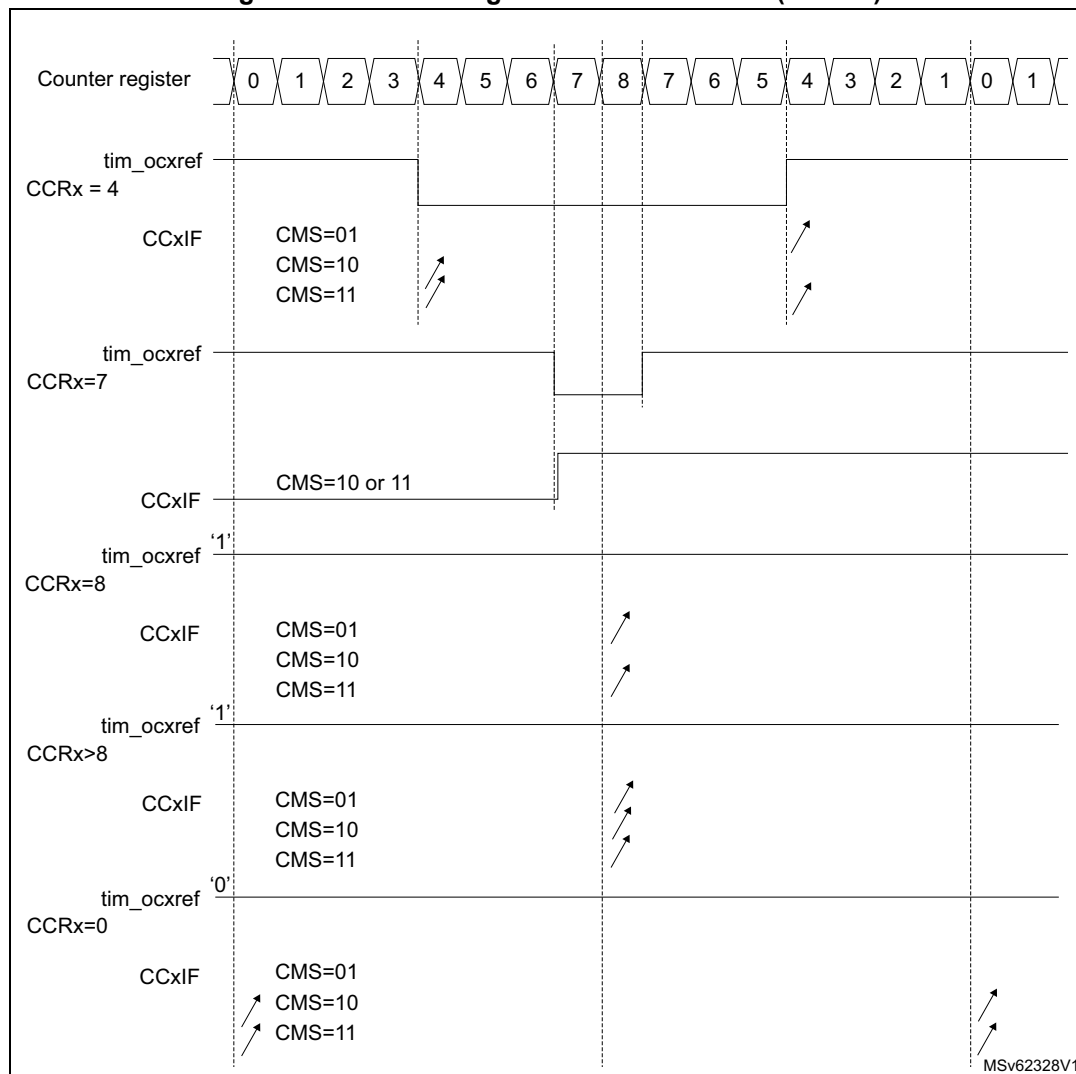 Counter register 0 1 2 3 4 5 6 7 8 7 6 5 4 3 2 1 0 1
tim_ocxref
CCRx = 4
CCxIF CMS=01
CMS=10
CMS=11
tim_ocxref
CCRx=7
CMS=10 or 11
CCxIF
tim_ocxref '1'
CCRx=8
CCxIF CMS=01
CMS=10
CMS=11
tim_ocxref '1'
CCRx>8
CCxIF CMS=01
CMS=10
CMS=11
tim_ocxref '0'
CCRx=0
CCxIF CMS=01
CMS=10
CMS=11
MSv62328V1